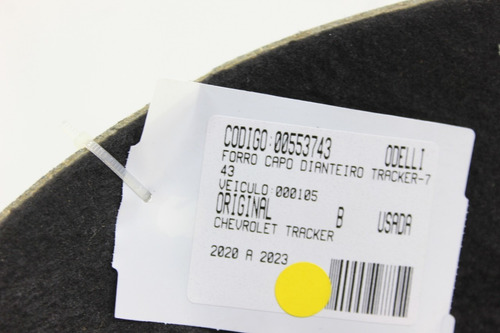 CODIGO:00553743 ODELLI
FORRO CAPO DIANTEIRO TRACKER-7
43
VEICULO:000105
ORIGINAL B USADA
CHEVROLET TRACKER
2020 A 2023